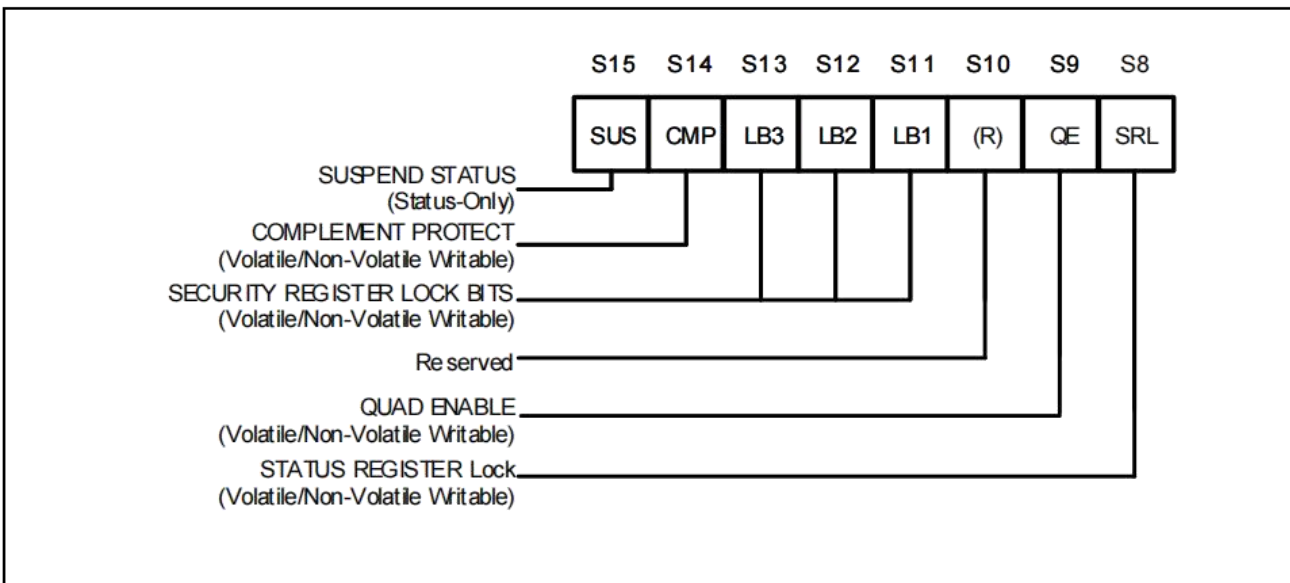 S15 S14 S13 S12 S11 S10 S9 S8
SUS CMP LB3 LB2 LB1 (R) QE SRL
SUSPEND STATUS
(Status-Only)
COMPLEMENT PROTECT
(Volatile/Non-Volatile Writable)
SECURITY REGISTER LOCK BITS
(Volatile/Non-Volatile Writable)
Reserved
QUAD ENABLE
(Volatile/Non-Volatile Writable)
STATUS REGISTER Lock
(Volatile/Non-Volatile Writable)